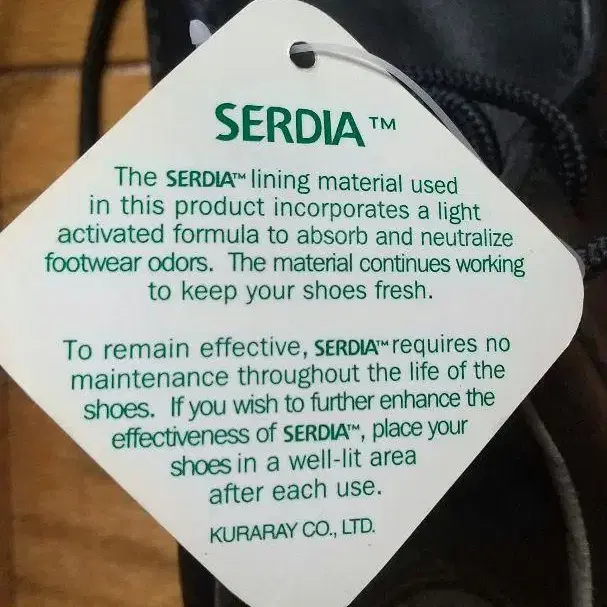 SERDIA™
The SERDIA™ lining material used
in this product incorporates a light
activated formula to absorb and neutralize
footwear odors. The material continues working
to keep your shoes fresh.
To remain effective, SERDIA™ requires no
maintenance throughout the life of the
shoes. If you wish to further enhance the
effectiveness of SERDIA™, place your
shoes in a well-lit area
after each use.
KURARAY CO., LTD.